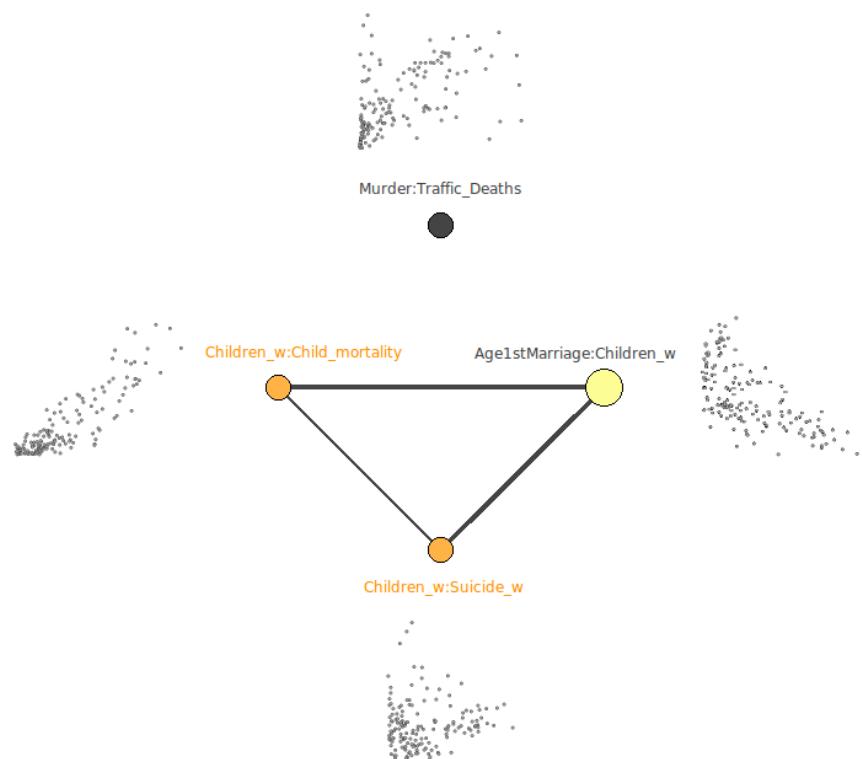 Murder:Traffic_Deaths
Children_w:Child_mortality
Age1stMarriage:Children_w
Children_w:Suicide_w